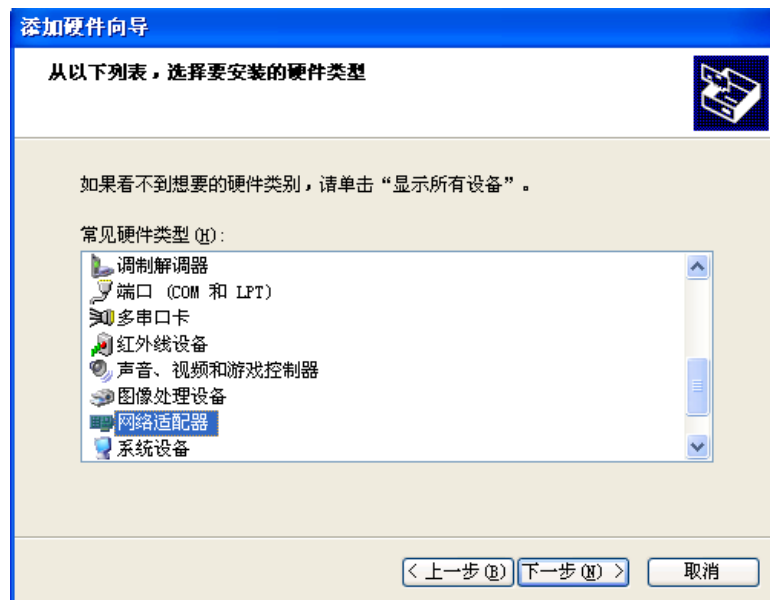 添加硬件向导
从以下列表，选择要安装的硬件类型
如果看不到想要的硬件类别，请单击“显示所有设备”。
常见硬件类型(H):
调制解调器
端口 (COM 和 LPT)
多串口卡
红外线设备
声音、视频和游戏控制器
图像处理设备
网络适配器
系统设备
< 上一步(B) 下一步(N) > 取消